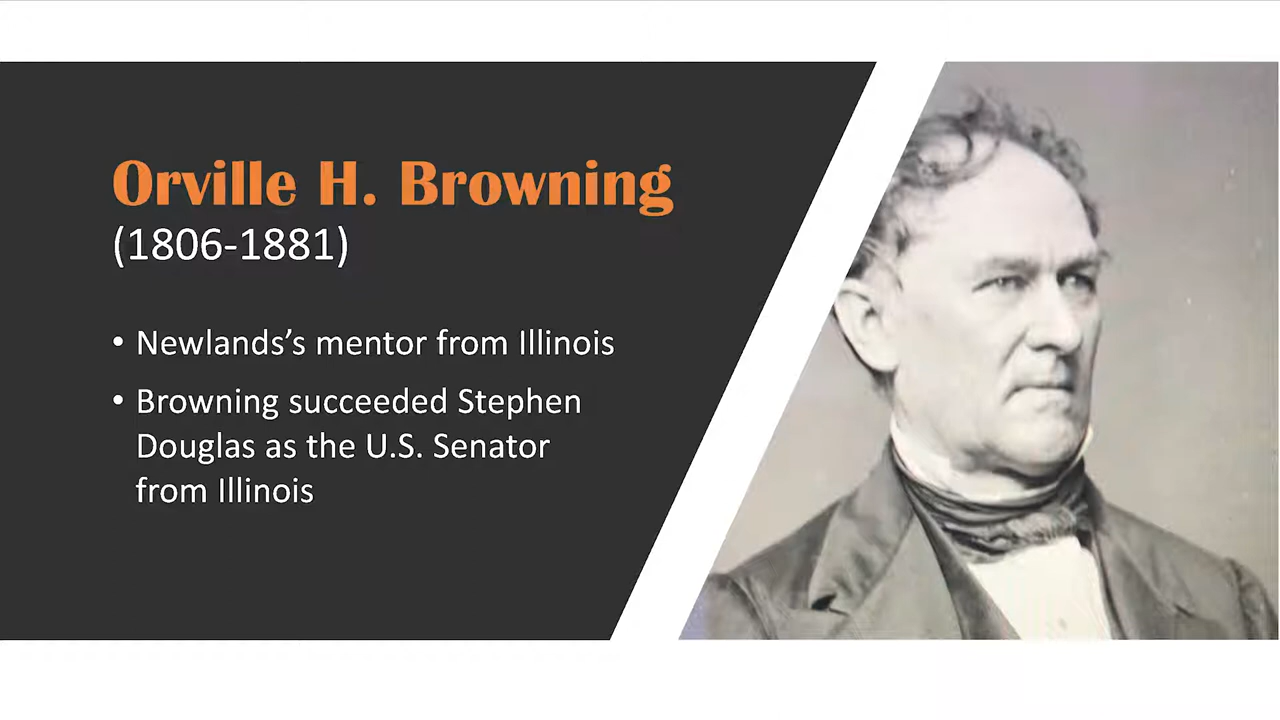 Orville H. Browning
(1806-1881)
• Newlands’s mentor from Illinois
• Browning succeeded Stephen
Douglas as the U.S. Senator
from Illinois